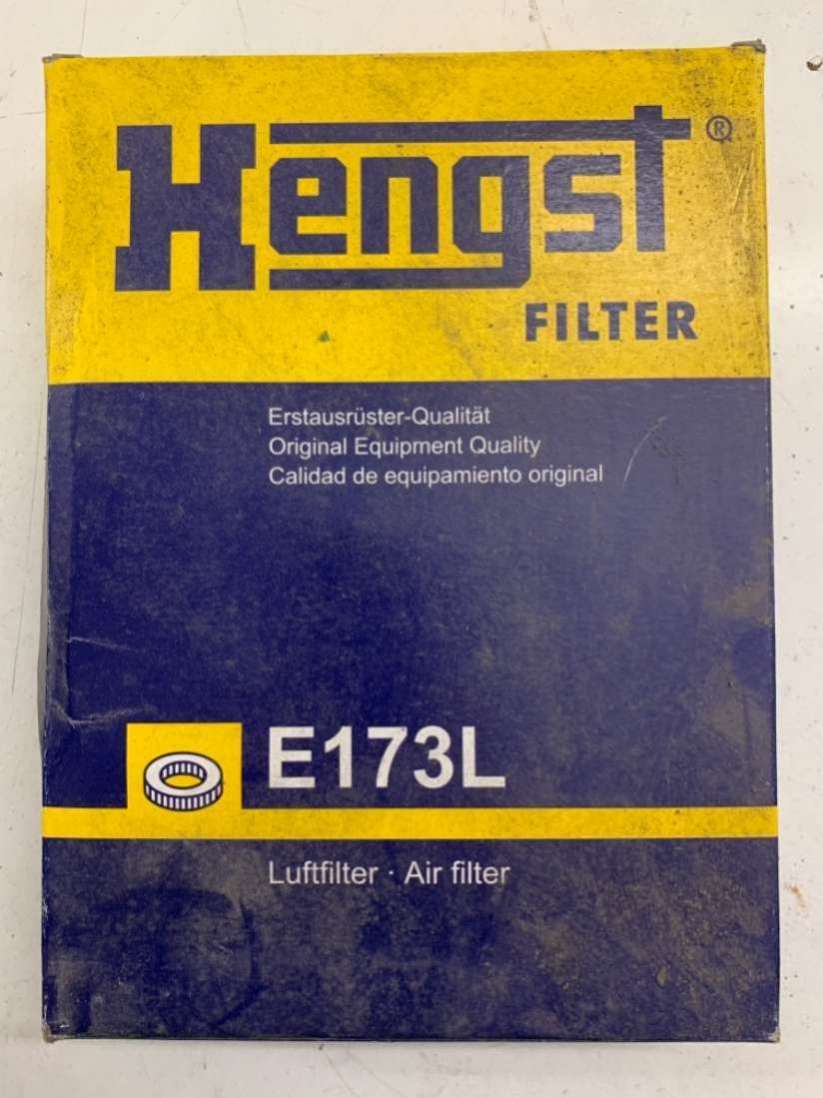 Hengst®
FILTER
Erstausrüster-Qualität
Original Equipment Quality
Calidad de equipamiento original
E173L
Luftfilter · Air filter